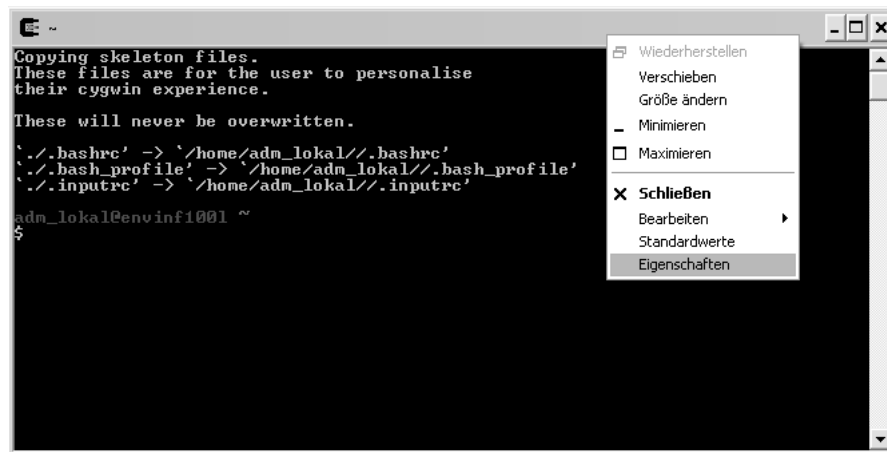 ~
Copying skeleton files.
These files are for the user to personalise
their cygwin experience.
These will never be overwritten.
`./.bashrc' -> `/home/adm_lokal//.bashrc'
`./.bash_profile' -> `/home/adm_lokal//.bash_profile'
`./.inputrc' -> `/home/adm_lokal//.inputrc'
adm_lokal@envinf1001 ~
$
Wiederherstellen
Verschieben
Größe ändern
Minimieren
Maximieren
Schließen
Bearbeiten
Standardwerte
Eigenschaften